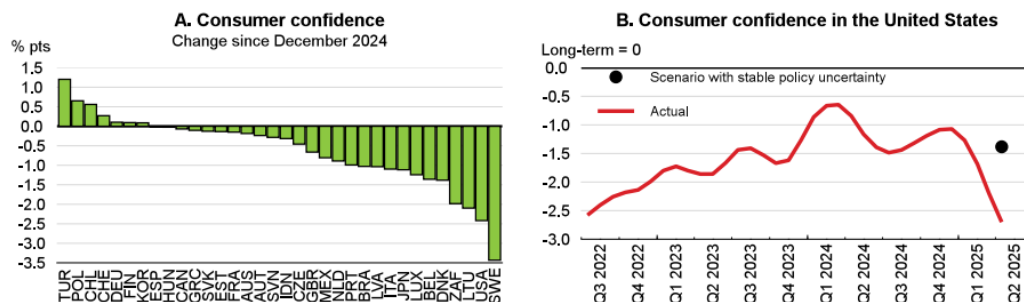 A. Consumer confidence
Change since December 2024
% pts
1.5
1.0
0.5
0.0
-0.5
-1.0
-1.5
-2.0
-2.5
-3.0
-3.5
TUR
POL
CHL
CHE
DEU
FIN
KOR
ESP
HUN
CAN
GRC
SVK
EST
FRA
AUS
AUT
SVN
IDN
CZE
GBR
MEX
NLD
PRT
BRA
LVA
ITA
JPN
LUX
BEL
DNK
ZAF
LTU
USA
SWE
B. Consumer confidence in the United States
Long-term = 0
0.0
-0.5
-1.0
-1.5
-2.0
-2.5
-3.0
Scenario with stable policy uncertainty
Actual
Q3 2022
Q4 2022
Q1 2023
Q2 2023
Q3 2023
Q4 2023
Q1 2024
Q2 2024
Q3 2024
Q4 2024
Q1 2025
Q2 2025